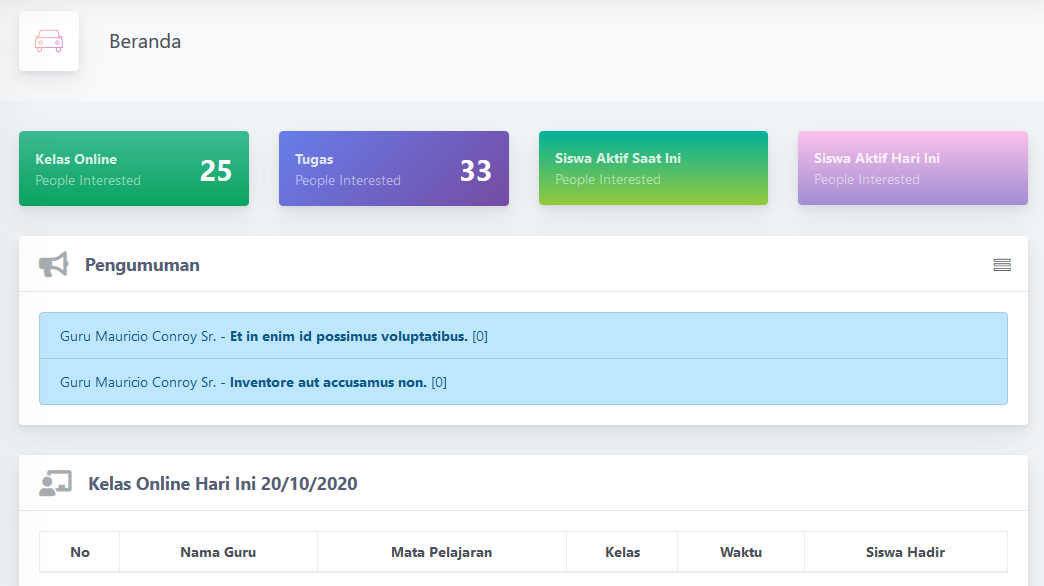 Beranda
Kelas Online
People Interested
25
Tugas
People Interested
33
Siswa Aktif Saat Ini
People Interested
Siswa Aktif Hari Ini
People Interested
Pengumuman
Guru Mauricio Conroy Sr. - Et in enim id possimus voluptatibus. [0]
Guru Mauricio Conroy Sr. - Inventore aut accusamus non. [0]
Kelas Online Hari Ini 20/10/2020
No Nama Guru Mata Pelajaran Kelas Waktu Siswa Hadir